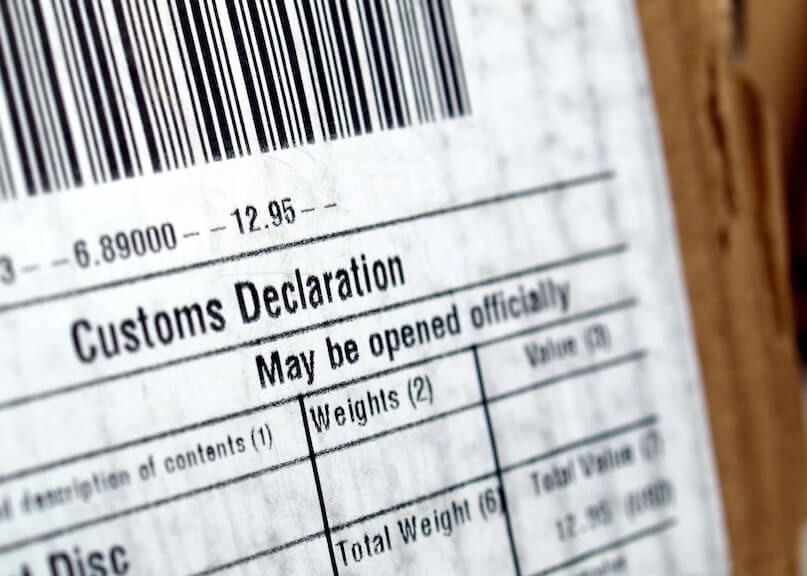 3-- --6.89000-- --12.95-- --
Customs Declaration
May be opened officially
description of contents (1) Weights (2) Value (3)
Disc Total Weight (6) Total Value (7)
12.95 (USD)